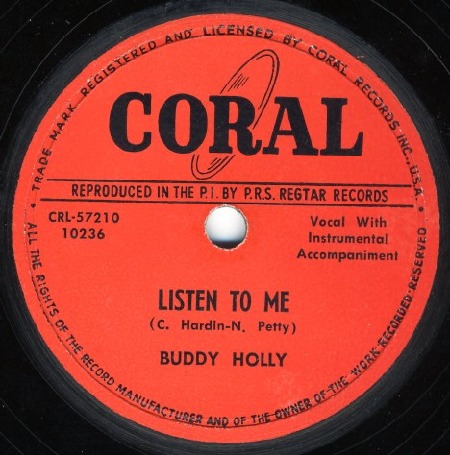 TRADE MARK REGISTERED AND LICENSED BY CORAL RECORDS INC., U.S.A.
CORAL
REPRODUCED IN THE P.I. BY P.R.S. REGTAR RECORDS
CRL-57210
10236
Vocal With
Instrumental
Accompaniment
LISTEN TO ME
(C. Hardin-N. Petty)
BUDDY HOLLY
ALL THE RIGHTS OF THE RECORD MANUFACTURER AND OF THE OWNER OF THE WORK RECORDED RESERVED